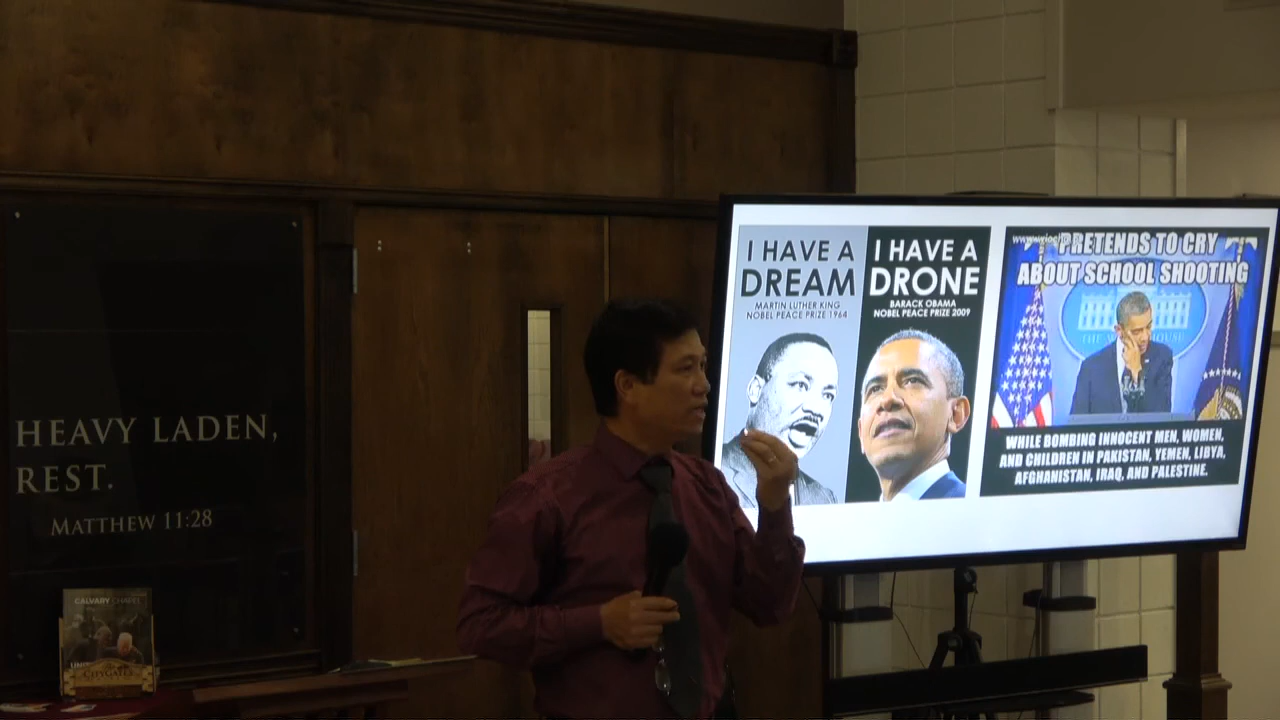 HEAVY LADEN,
REST.
MATTHEW 11:28
CALVARY CHAPEL
CITYGATE
I HAVE A
DREAM
MARTIN LUTHER KING
NOBEL PEACE PRIZE 1964
I HAVE A
DRONE
BARACK OBAMA
NOBEL PEACE PRIZE 2009
PRETENDS TO CRY
ABOUT SCHOOL SHOOTING
WHILE BOMBING INNOCENT MEN, WOMEN,
AND CHILDREN IN PAKISTAN, YEMEN, LIBYA,
AFGHANISTAN, IRAQ, AND PALESTINE.